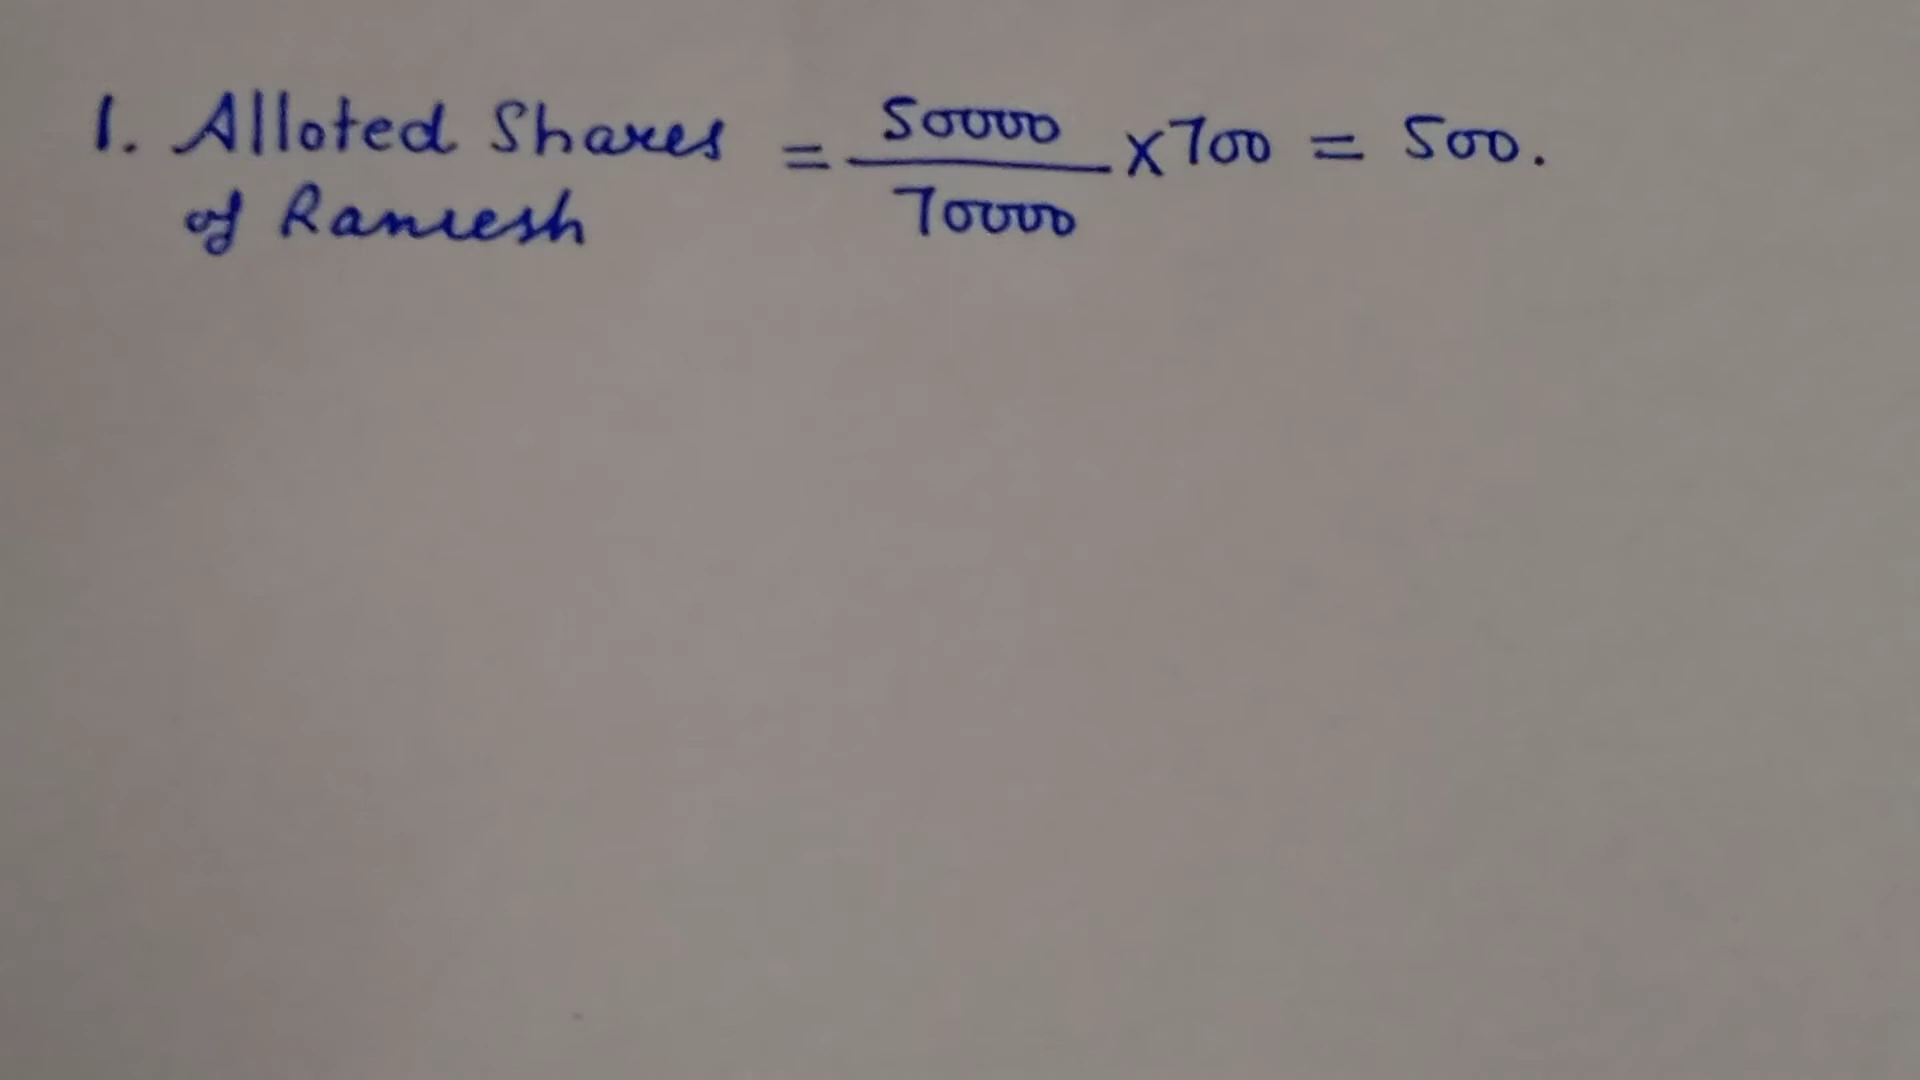 1. Alloted Shares = 50000/70000 x 700 = 500.
of Ramesh